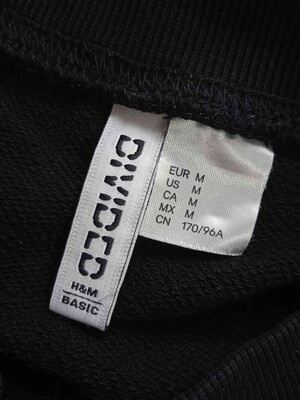 DIVIDED
H&M
BASIC
EUR M
US M
CA M
MX M
CN 170/96A